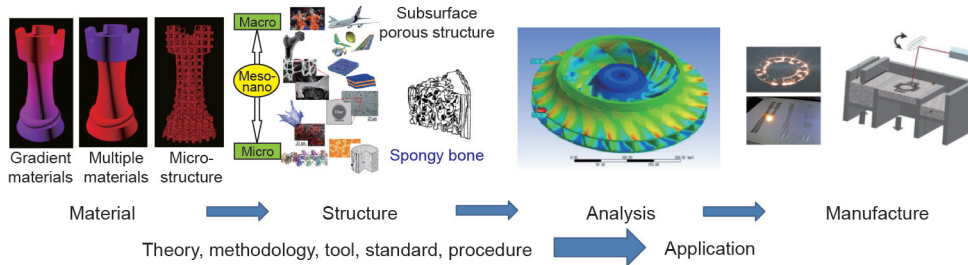 Macro
Meso-
nano
Micro
Subsurface
porous structure
Spongy bone
Gradient
materials
Multiple
materials
Micro-
structure
Material
Structure
Analysis
Manufacture
Theory, methodology, tool, standard, procedure
Application